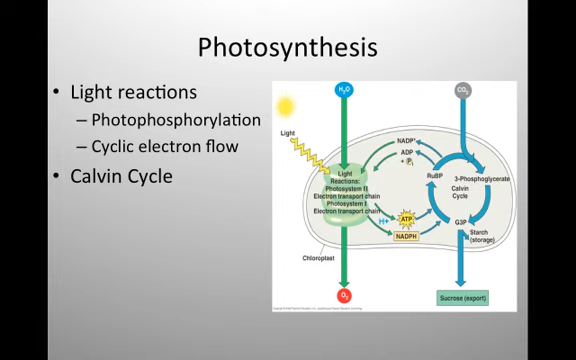 Photosynthesis
• Light reactions
– Photophosphorylation
– Cyclic electron flow
• Calvin Cycle
H₂O
CO₂
Light
NADP⁺
ADP
+ P
Light
Reactions:
Photosystem II
Electron transport chain
Photosystem I
Electron transport chain
RuBP
3-Phosphoglycerate
Calvin
Cycle
H+
ATP
NADPH
G3P
Starch
(storage)
Chloroplast
O₂
Sucrose (export)